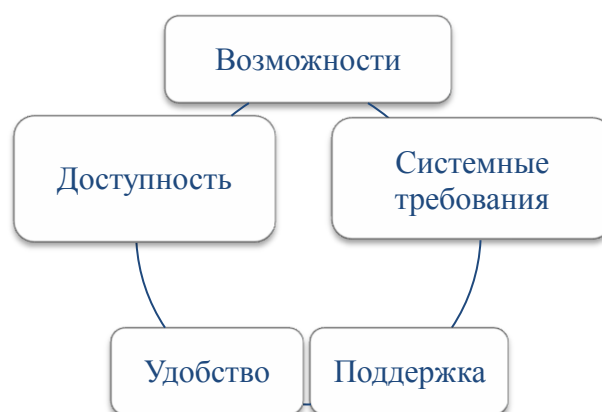 Возможности
Доступность
Системные
требования
Удобство
Поддержка